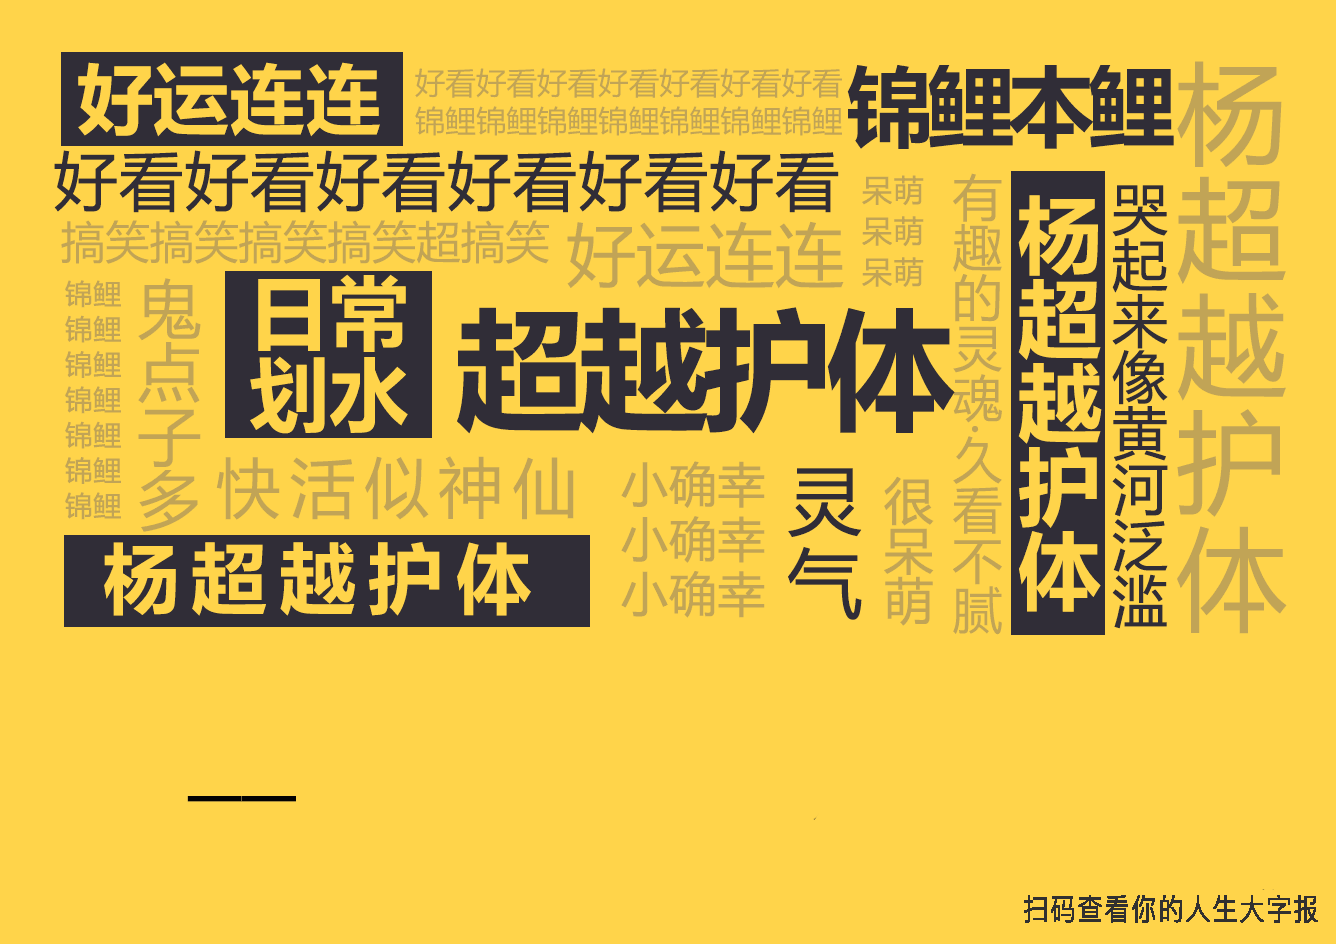 好运连连
好看好看好看好看好看好看好看
锦鲤锦鲤锦鲤锦鲤锦鲤锦鲤锦鲤
锦鲤本鲤
好看好看好看好看好看好看
搞笑搞笑搞笑搞笑超搞笑
好运连连
呆萌
呆萌
呆萌
有趣的灵魂·久看不腻
杨超越护体
哭起来像黄河泛滥
杨超越护体
锦鲤
锦鲤
锦鲤
锦鲤
锦鲤
锦鲤
锦鲤
鬼点子多
日常
划水
超越护体
快活似神仙
小确幸
小确幸
小确幸
灵气
很呆萌
杨超越护体
——
扫码查看你的人生大字报